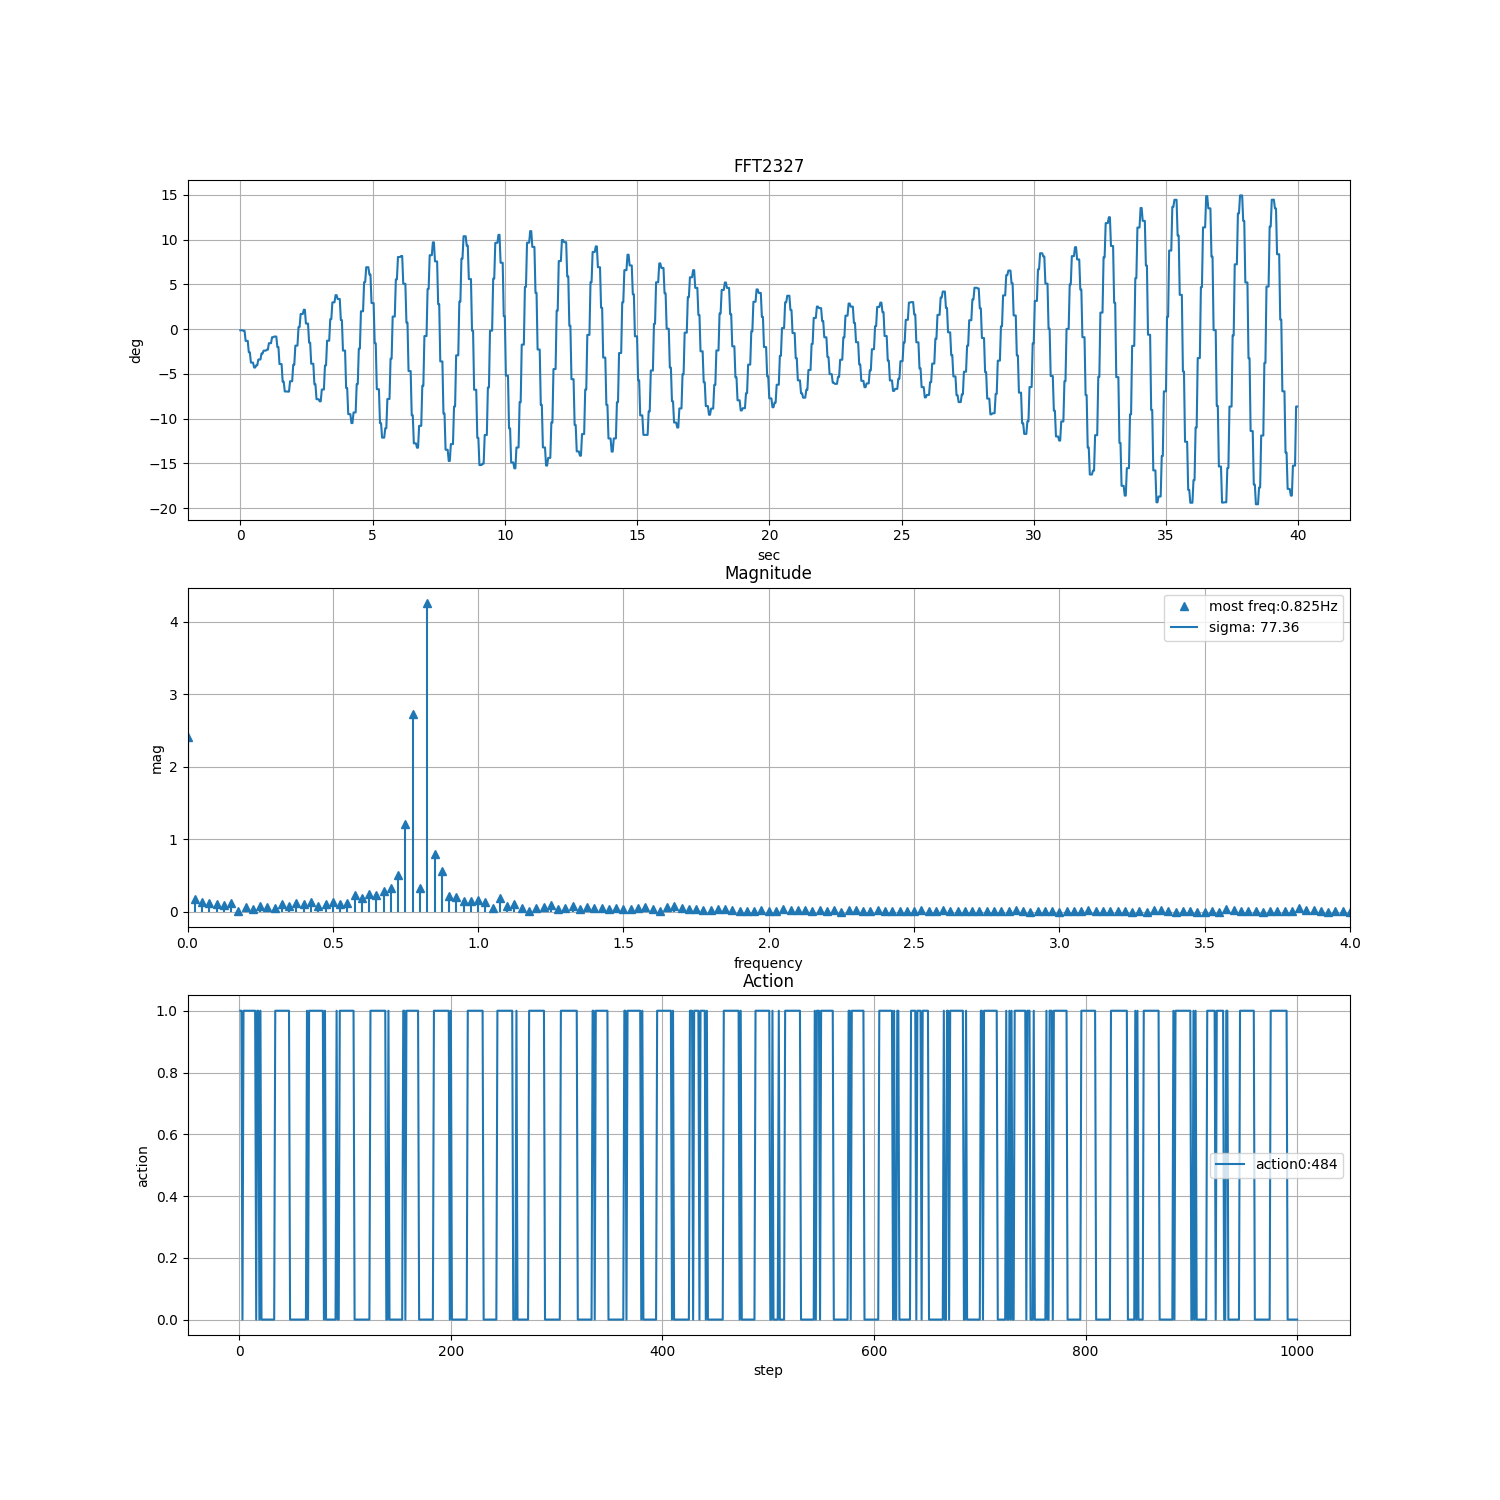 FFT2327
15
10
5
0
−5
−10
−15
−20
deg
0 5 10 15 20 25 30 35 40
sec
Magnitude
most freq:0.825Hz
sigma: 77.36
4
3
2
1
0
mag
0.0 0.5 1.0 1.5 2.0 2.5 3.0 3.5 4.0
frequency
Action
1.0
0.8
0.6
0.4
0.2
0.0
action
action0:484
0 200 400 600 800 1000
step